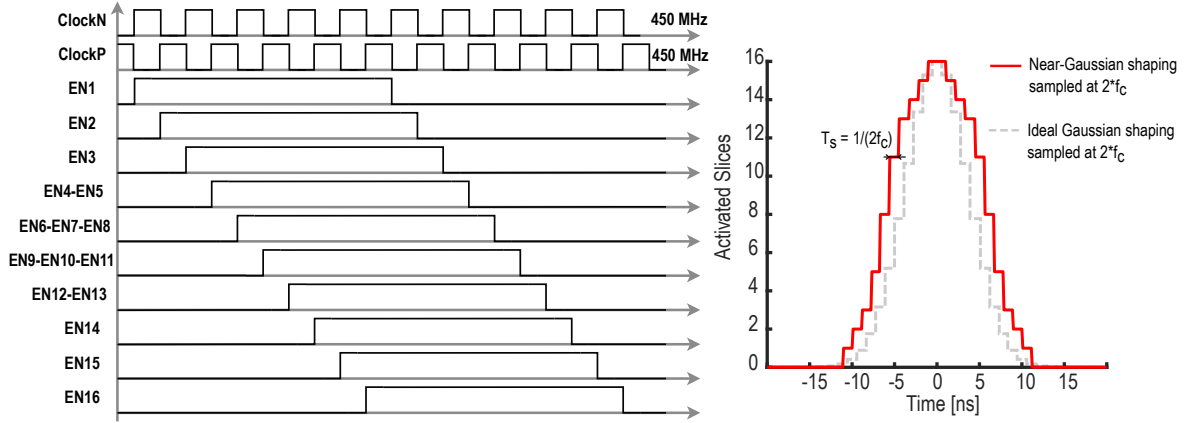 ClockN
450 MHz
ClockP
450 MHz
EN1
EN2
EN3
EN4-EN5
EN6-EN7-EN8
EN9-EN10-EN11
EN12-EN13
EN14
EN15
EN16
Activated Slices
16
14
12
10
8
6
4
2
0
-15
-10
-5
0
5
10
15
Time [ns]
Ts = 1/(2fc)
Near-Gaussian shaping
sampled at 2*fc
Ideal Gaussian shaping
sampled at 2*fc